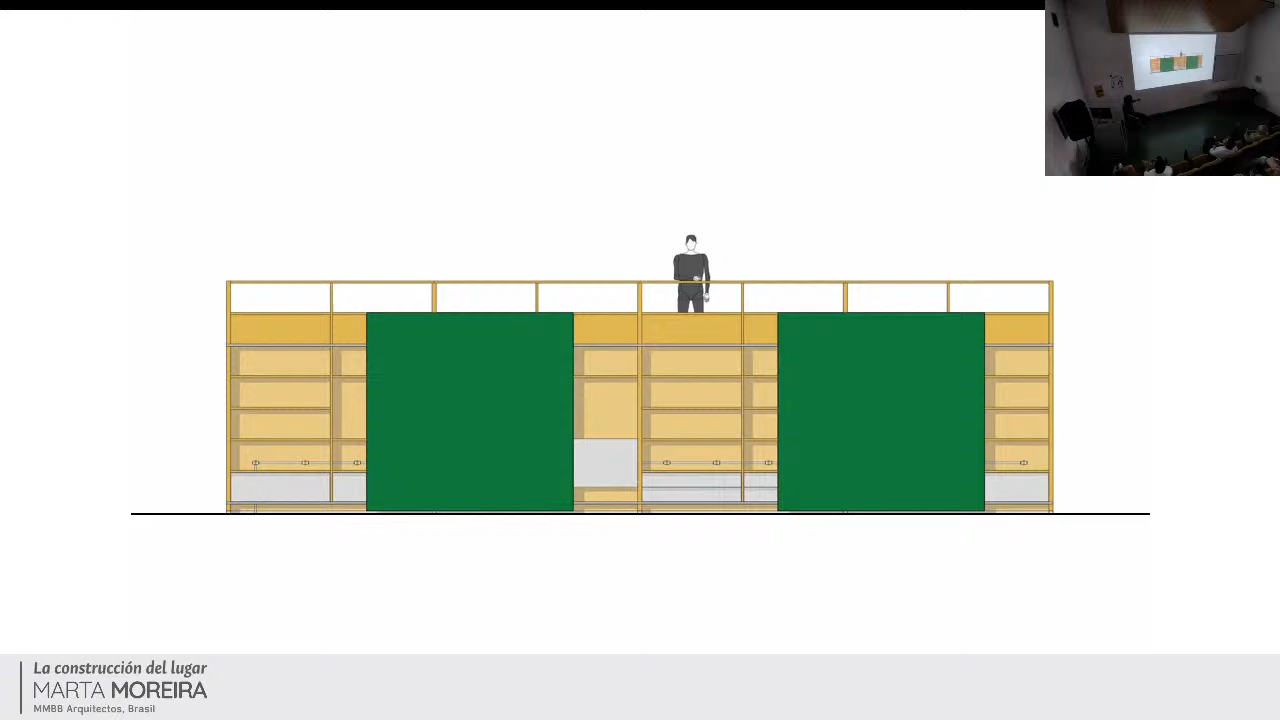 La construcción del lugar
MARTA MOREIRA
MMBB Arquitectos, Brasil